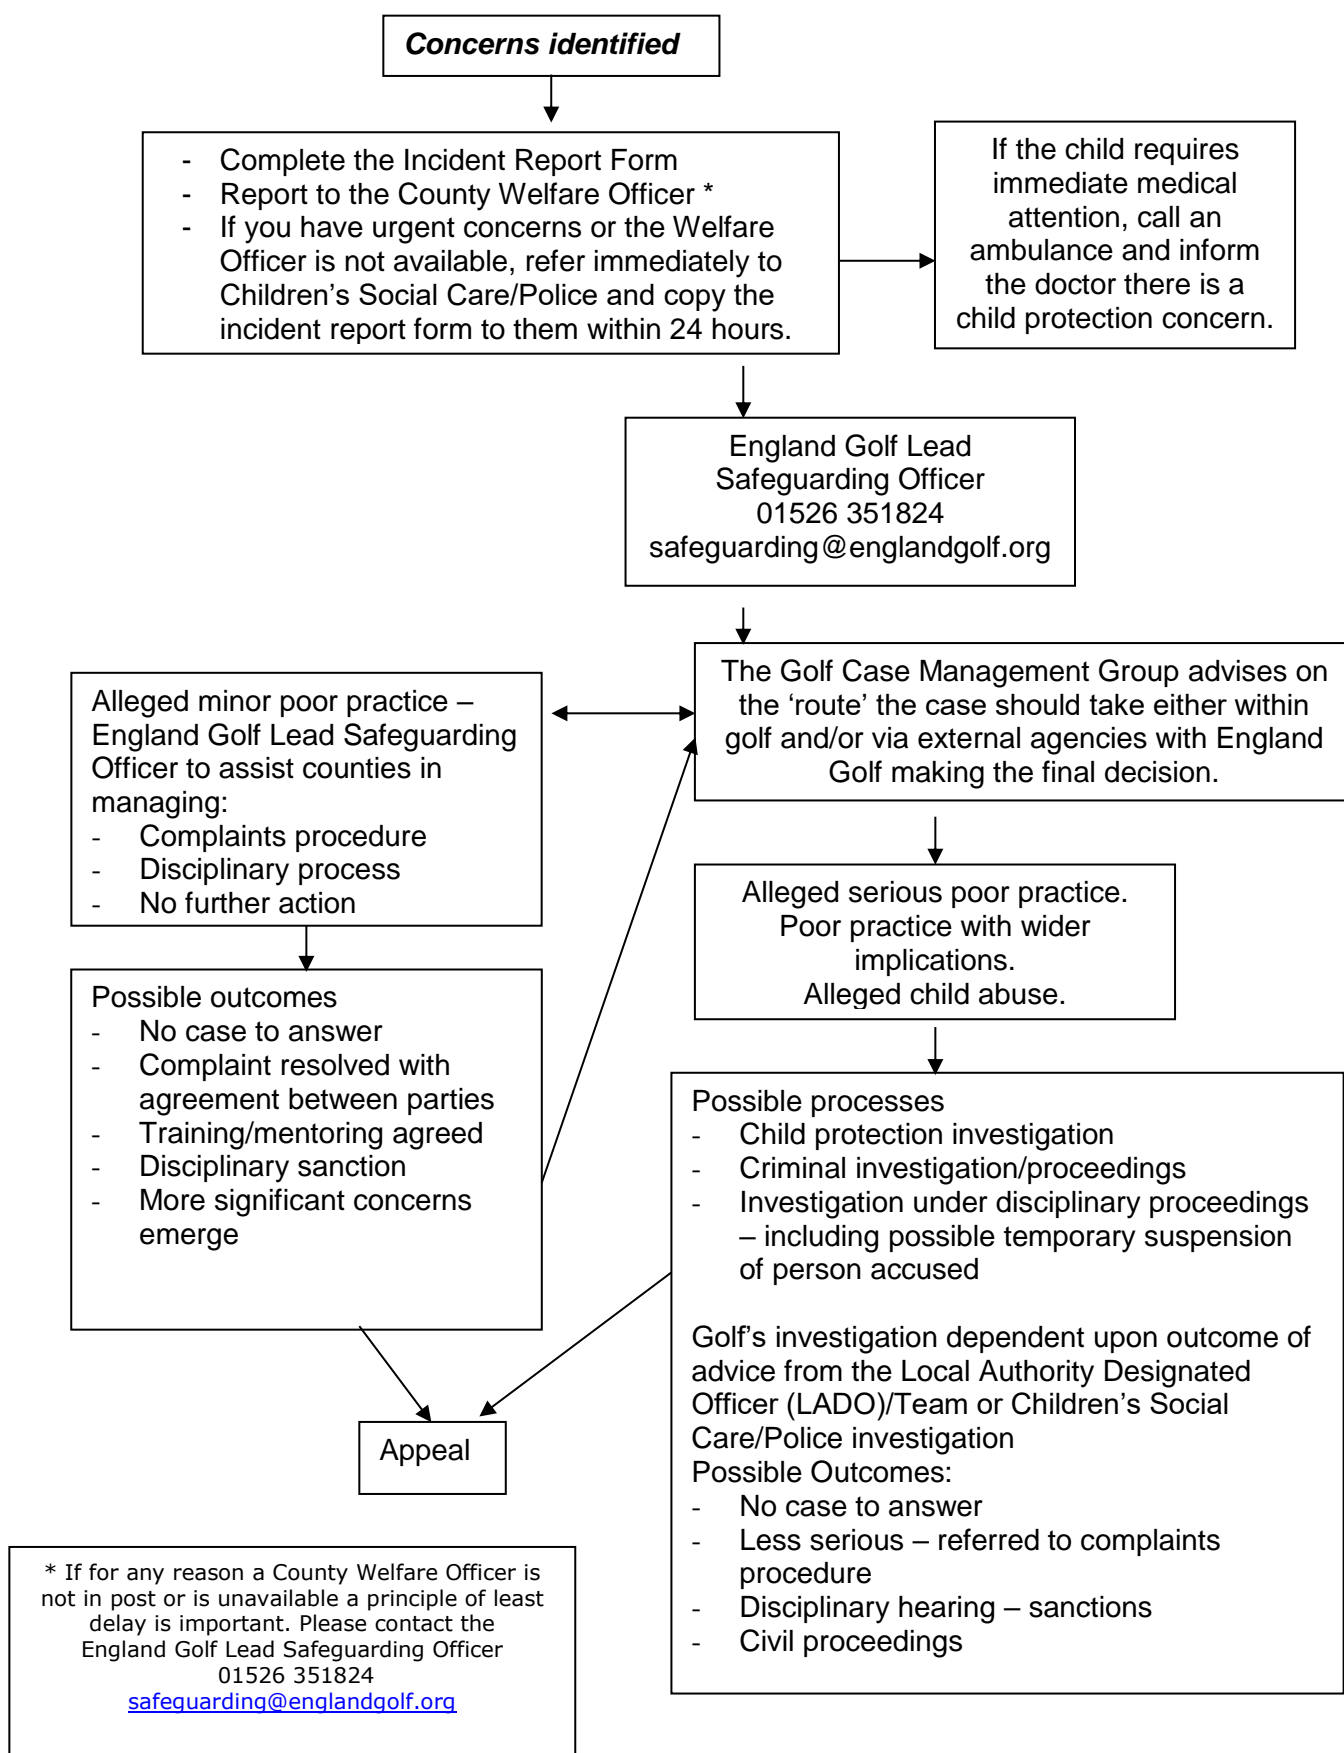 Concerns identified
- Complete the Incident Report Form
- Report to the County Welfare Officer *
- If you have urgent concerns or the Welfare
Officer is not available, refer immediately to
Children’s Social Care/Police and copy the
incident report form to them within 24 hours.
If the child requires
immediate medical
attention, call an
ambulance and inform
the doctor there is a
child protection concern.
England Golf Lead
Safeguarding Officer
01526 351824
safeguarding@englandgolf.org
The Golf Case Management Group advises on
the ‘route’ the case should take either within
golf and/or via external agencies with England
Golf making the final decision.
Alleged minor poor practice –
England Golf Lead Safeguarding
Officer to assist counties in
managing:
- Complaints procedure
- Disciplinary process
- No further action
Alleged serious poor practice.
Poor practice with wider
implications.
Alleged child abuse.
Possible outcomes
- No case to answer
- Complaint resolved with
agreement between parties
- Training/mentoring agreed
- Disciplinary sanction
- More significant concerns
emerge
Possible processes
- Child protection investigation
- Criminal investigation/proceedings
- Investigation under disciplinary proceedings
– including possible temporary suspension
of person accused
Golf’s investigation dependent upon outcome of
advice from the Local Authority Designated
Officer (LADO)/Team or Children’s Social
Care/Police investigation
Possible Outcomes:
- No case to answer
- Less serious – referred to complaints
procedure
- Disciplinary hearing – sanctions
- Civil proceedings
Appeal
* If for any reason a County Welfare Officer is
not in post or is unavailable a principle of least
delay is important. Please contact the
England Golf Lead Safeguarding Officer
01526 351824
safeguarding@englandgolf.org